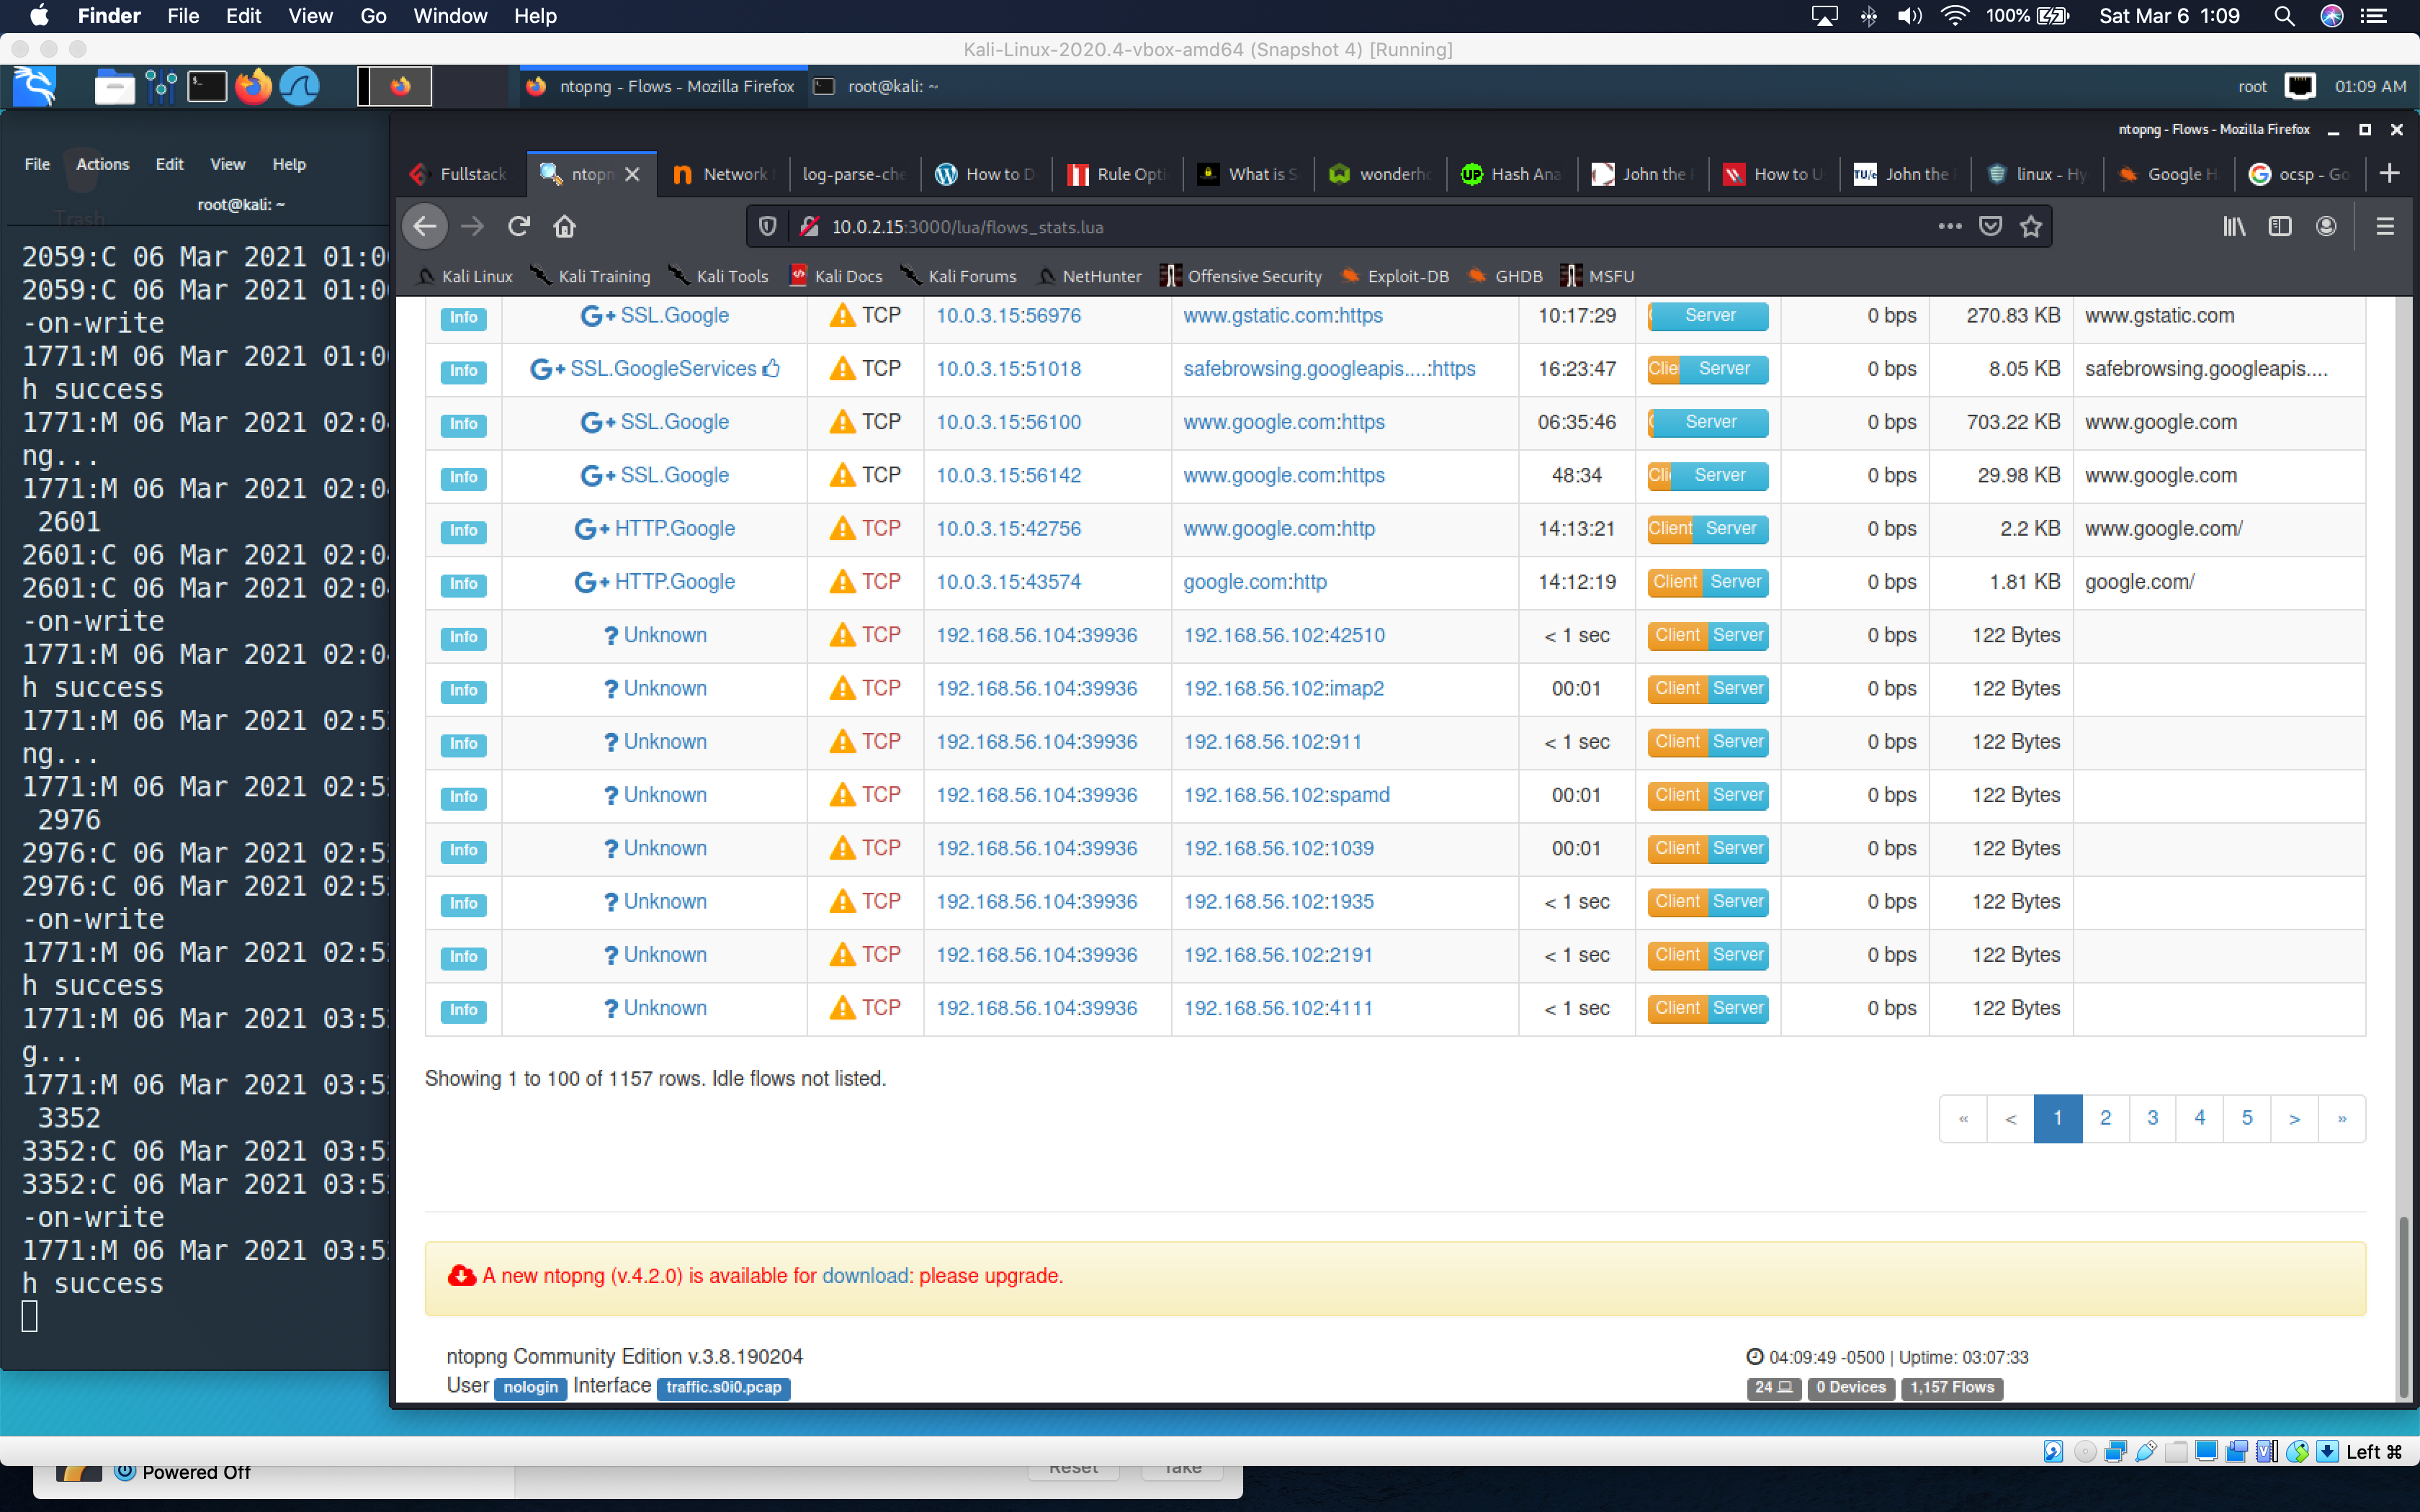 Finder File Edit View Go Window Help 100% Sat Mar 6 1:09
Kali-Linux-2020.4-vbox-amd64 (Snapshot 4) [Running]
ntopng - Flows - Mozilla Firefox root@kali: ~ root 01:09 AM
ntopng - Flows - Mozilla Firefox
File Actions Edit View Help
Trash
root@kali: ~
Fullstack ntopn Network log-parse-che How to D Rule Opti What is S wonderho Hash Ana John the How to U TU/e John the linux - Hy Google H ocsp - Go
10.0.2.15:3000/lua/flows_stats.lua
Kali Linux Kali Training Kali Tools Kali Docs Kali Forums NetHunter Offensive Security Exploit-DB GHDB MSFU
2059:C 06 Mar 2021 01:0
2059:C 06 Mar 2021 01:0
-on-write
1771:M 06 Mar 2021 01:0
h success
1771:M 06 Mar 2021 02:0
ng...
1771:M 06 Mar 2021 02:0
2601
2601:C 06 Mar 2021 02:0
2601:C 06 Mar 2021 02:0
-on-write
1771:M 06 Mar 2021 02:0
h success
1771:M 06 Mar 2021 02:5
ng...
1771:M 06 Mar 2021 02:5
2976
2976:C 06 Mar 2021 02:5
2976:C 06 Mar 2021 02:5
-on-write
1771:M 06 Mar 2021 02:5
h success
1771:M 06 Mar 2021 03:5
g...
1771:M 06 Mar 2021 03:5
3352
3352:C 06 Mar 2021 03:5
3352:C 06 Mar 2021 03:5
-on-write
1771:M 06 Mar 2021 03:5
h success
Info G+ SSL.Google TCP 10.0.3.15:56976 www.gstatic.com:https 10:17:29 Server 0 bps 270.83 KB www.gstatic.com
Info G+ SSL.GoogleServices TCP 10.0.3.15:51018 safebrowsing.googleapis....:https 16:23:47 Clie Server 0 bps 8.05 KB safebrowsing.googleapis....
Info G+ SSL.Google TCP 10.0.3.15:56100 www.google.com:https 06:35:46 Server 0 bps 703.22 KB www.google.com
Info G+ SSL.Google TCP 10.0.3.15:56142 www.google.com:https 48:34 Cli Server 0 bps 29.98 KB www.google.com
Info G+ HTTP.Google TCP 10.0.3.15:42756 www.google.com:http 14:13:21 Client Server 0 bps 2.2 KB www.google.com/
Info G+ HTTP.Google TCP 10.0.3.15:43574 google.com:http 14:12:19 Client Server 0 bps 1.81 KB google.com/
Info ? Unknown TCP 192.168.56.104:39936 192.168.56.102:42510 < 1 sec Client Server 0 bps 122 Bytes
Info ? Unknown TCP 192.168.56.104:39936 192.168.56.102:imap2 00:01 Client Server 0 bps 122 Bytes
Info ? Unknown TCP 192.168.56.104:39936 192.168.56.102:911 < 1 sec Client Server 0 bps 122 Bytes
Info ? Unknown TCP 192.168.56.104:39936 192.168.56.102:spamd 00:01 Client Server 0 bps 122 Bytes
Info ? Unknown TCP 192.168.56.104:39936 192.168.56.102:1039 00:01 Client Server 0 bps 122 Bytes
Info ? Unknown TCP 192.168.56.104:39936 192.168.56.102:1935 < 1 sec Client Server 0 bps 122 Bytes
Info ? Unknown TCP 192.168.56.104:39936 192.168.56.102:2191 < 1 sec Client Server 0 bps 122 Bytes
Info ? Unknown TCP 192.168.56.104:39936 192.168.56.102:4111 < 1 sec Client Server 0 bps 122 Bytes
Showing 1 to 100 of 1157 rows. Idle flows not listed.
« < 1 2 3 4 5 > »
A new ntopng (v.4.2.0) is available for download: please upgrade.
ntopng Community Edition v.3.8.190204 04:09:49 -0500 | Uptime: 03:07:33
User nologin Interface traffic.s0i0.pcap 24 0 Devices 1,157 Flows
Left ⌘
Powered Off Reset Take